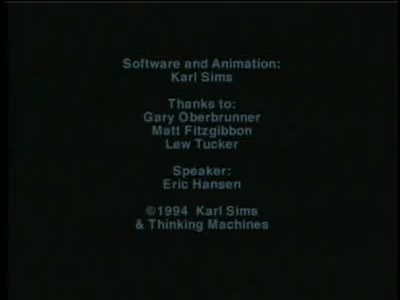 Software and Animation:
Karl Sims
Thanks to:
Gary Oberbrunner
Matt Fitzgibbon
Lew Tucker
Speaker:
Eric Hansen
©1994 Karl Sims
& Thinking Machines